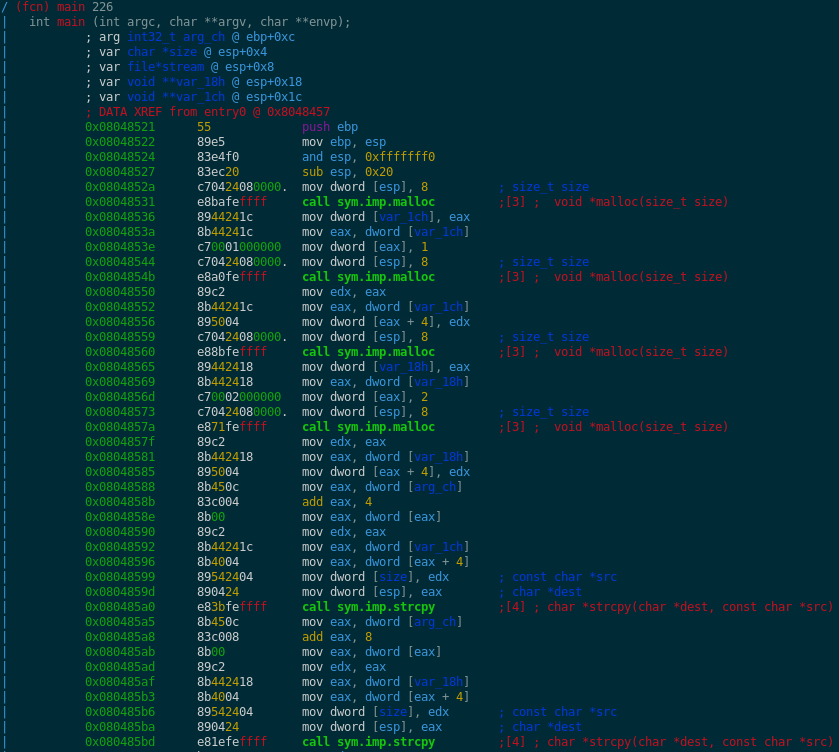 / (fcn) main 226
|   int main (int argc, char **argv, char **envp);
|           ; arg int32_t arg_ch @ ebp+0xc
|           ; var char *size @ esp+0x4
|           ; var file*stream @ esp+0x8
|           ; var void **var_18h @ esp+0x18
|           ; var void **var_1ch @ esp+0x1c
|           ; DATA XREF from entry0 @ 0x8048457
|           0x08048521      55             push ebp
|           0x08048522      89e5           mov ebp, esp
|           0x08048524      83e4f0         and esp, 0xfffffff0
|           0x08048527      83ec20         sub esp, 0x20
|           0x0804852a      c70424080000.  mov dword [esp], 8          ; size_t size
|           0x08048531      e8bafeffff     call sym.imp.malloc         ;[3] ;  void *malloc(size_t size)
|           0x08048536      8944241c       mov dword [var_1ch], eax
|           0x0804853a      8b44241c       mov eax, dword [var_1ch]
|           0x0804853e      c70001000000   mov dword [eax], 1
|           0x08048544      c70424080000.  mov dword [esp], 8          ; size_t size
|           0x0804854b      e8a0feffff     call sym.imp.malloc         ;[3] ;  void *malloc(size_t size)
|           0x08048550      89c2           mov edx, eax
|           0x08048552      8b44241c       mov eax, dword [var_1ch]
|           0x08048556      895004         mov dword [eax + 4], edx
|           0x08048559      c70424080000.  mov dword [esp], 8          ; size_t size
|           0x08048560      e88bfeffff     call sym.imp.malloc         ;[3] ;  void *malloc(size_t size)
|           0x08048565      89442418       mov dword [var_18h], eax
|           0x08048569      8b442418       mov eax, dword [var_18h]
|           0x0804856d      c70002000000   mov dword [eax], 2
|           0x08048573      c70424080000.  mov dword [esp], 8          ; size_t size
|           0x0804857a      e871feffff     call sym.imp.malloc         ;[3] ;  void *malloc(size_t size)
|           0x0804857f      89c2           mov edx, eax
|           0x08048581      8b442418       mov eax, dword [var_18h]
|           0x08048585      895004         mov dword [eax + 4], edx
|           0x08048588      8b450c         mov eax, dword [arg_ch]
|           0x0804858b      83c004         add eax, 4
|           0x0804858e      8b00           mov eax, dword [eax]
|           0x08048590      89c2           mov edx, eax
|           0x08048592      8b44241c       mov eax, dword [var_1ch]
|           0x08048596      8b4004         mov eax, dword [eax + 4]
|           0x08048599      89542404       mov dword [size], edx       ; const char *src
|           0x0804859d      890424         mov dword [esp], eax        ; char *dest
|           0x080485a0      e83bfeffff     call sym.imp.strcpy         ;[4] ; char *strcpy(char *dest, const char *src)
|           0x080485a5      8b450c         mov eax, dword [arg_ch]
|           0x080485a8      83c008         add eax, 8
|           0x080485ab      8b00           mov eax, dword [eax]
|           0x080485ad      89c2           mov edx, eax
|           0x080485af      8b442418       mov eax, dword [var_18h]
|           0x080485b3      8b4004         mov eax, dword [eax + 4]
|           0x080485b6      89542404       mov dword [size], edx       ; const char *src
|           0x080485ba      890424         mov dword [esp], eax        ; char *dest
|           0x080485bd      e81efeffff     call sym.imp.strcpy         ;[4] ; char *strcpy(char *dest, const char *src)